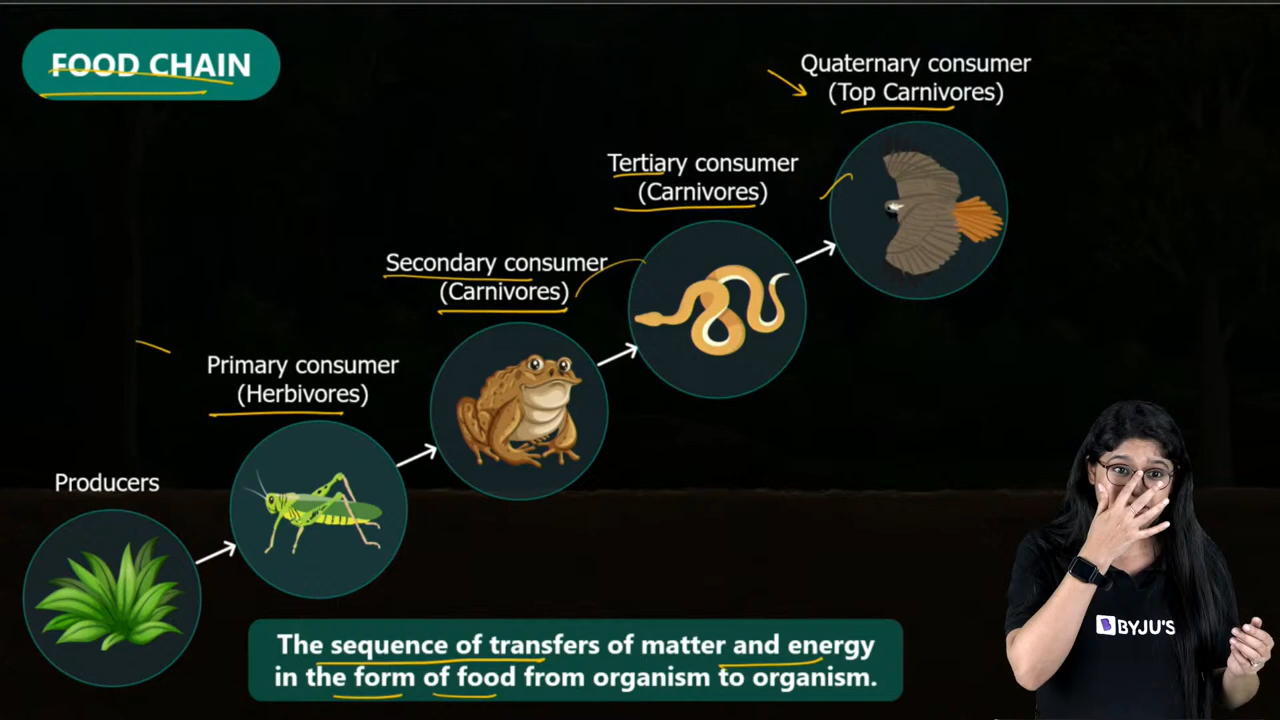 FOOD CHAIN
Quaternary consumer
(Top Carnivores)
Tertiary consumer
(Carnivores)
Secondary consumer
(Carnivores)
Primary consumer
(Herbivores)
Producers
The sequence of transfers of matter and energy
in the form of food from organism to organism.
BYJU'S